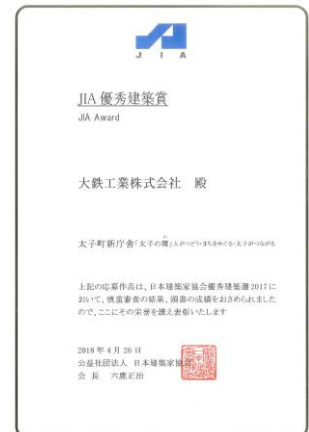 JIA
JIA 優秀建築賞
JIA Award
大鉄工業株式会社 殿
太子町新庁舎「太子の環」人がつどう・まちをめぐる・太子がつながる
上記の応募作品は、日本建築家協会優秀建築選2017に
おいて、慎重審査の結果、頭書の成績をおさめられました
ので、ここにその栄誉を讃え表彰いたします
2018年4月26日
公益社団法人 日本建築家協会
会 長 六鹿正治